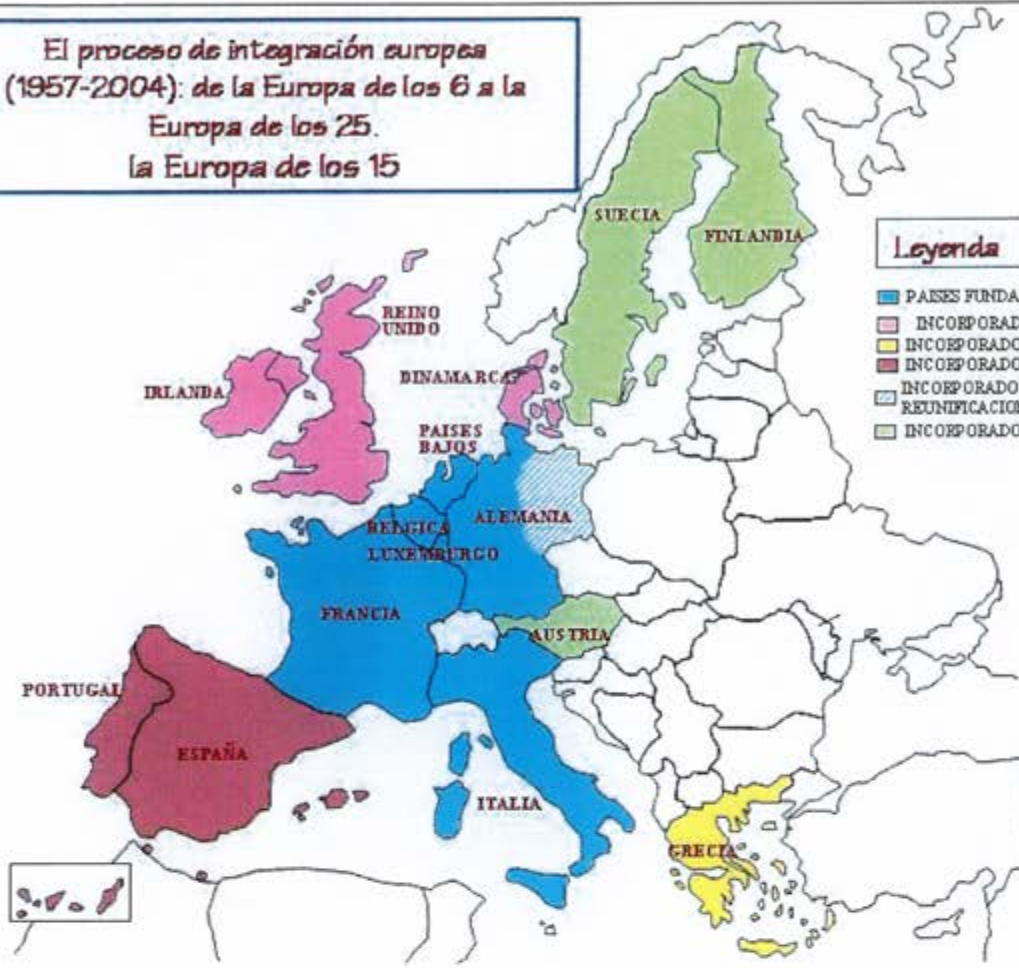 El proceso de integración europea
(1957-2004): de la Europa de los 6 a la
Europa de los 25.
la Europa de los 15
SUECIA
FINLANDIA
Leyenda
PAISES FUNDA
INCORPORAD
INCORPORADO
INCORPORADO
INCORPORADO
REUNIFICACION
INCORPORADO
REINO
UNIDO
IRLANDA
DINAMARCA
PAISES
BAJOS
BELGICA
ALEMANIA
LUXEMBURGO
FRANCIA
AUSTRIA
PORTUGAL
ESPAÑA
ITALIA
GRECIA